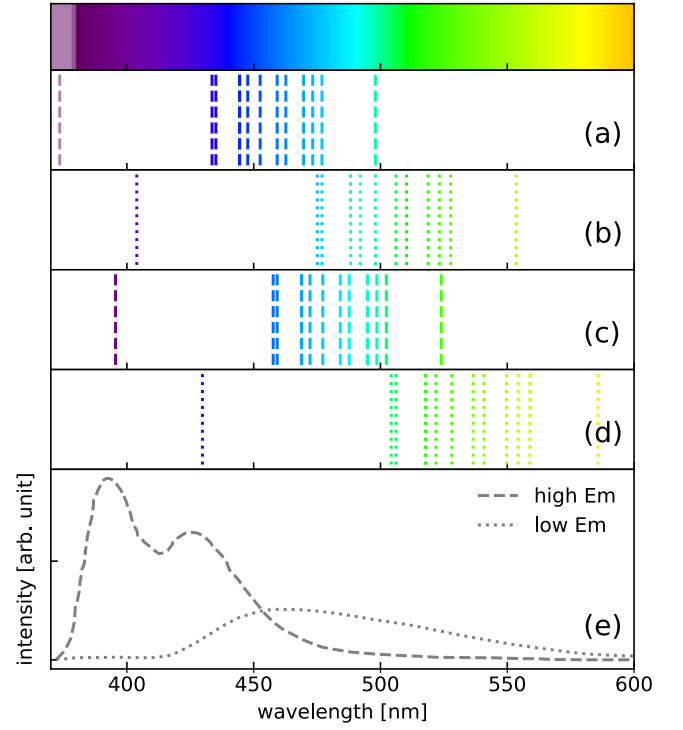 (a)
(b)
(c)
(d)
high Em
low Em
(e)
intensity [arb. unit]
400 450 500 550 600
wavelength [nm]